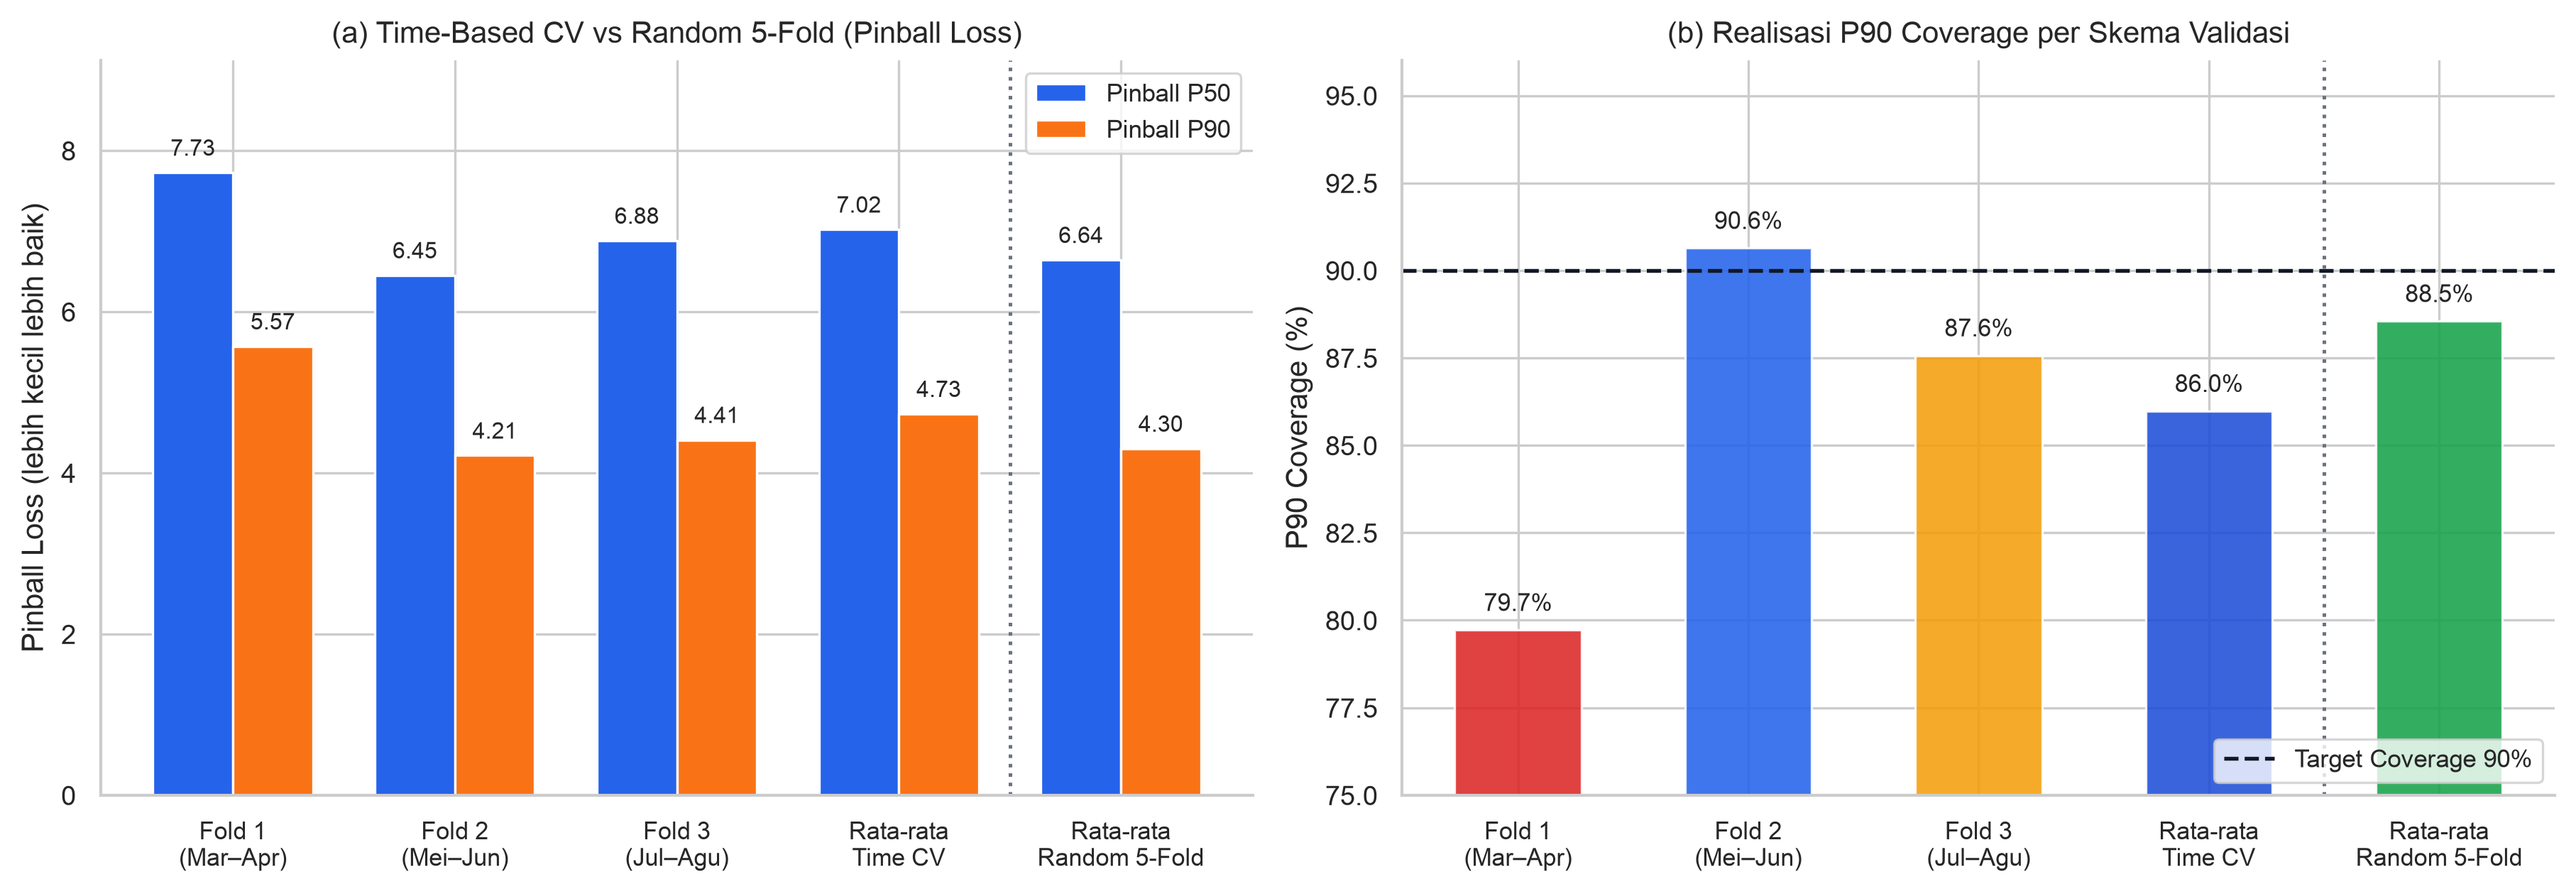 (a) Time-Based CV vs Random 5-Fold (Pinball Loss)
Pinball Loss (lebih kecil lebih baik)
8
6
4
2
0
Pinball P50
Pinball P90
7.73
5.57
6.45
4.21
6.88
4.41
7.02
4.73
6.64
4.30
Fold 1
(Mar–Apr)
Fold 2
(Mei–Jun)
Fold 3
(Jul–Agu)
Rata-rata
Time CV
Rata-rata
Random 5-Fold
(b) Realisasi P90 Coverage per Skema Validasi
P90 Coverage (%)
95.0
92.5
90.0
87.5
85.0
82.5
80.0
77.5
75.0
79.7%
90.6%
87.6%
86.0%
88.5%
Target Coverage 90%
Fold 1
(Mar–Apr)
Fold 2
(Mei–Jun)
Fold 3
(Jul–Agu)
Rata-rata
Time CV
Rata-rata
Random 5-Fold